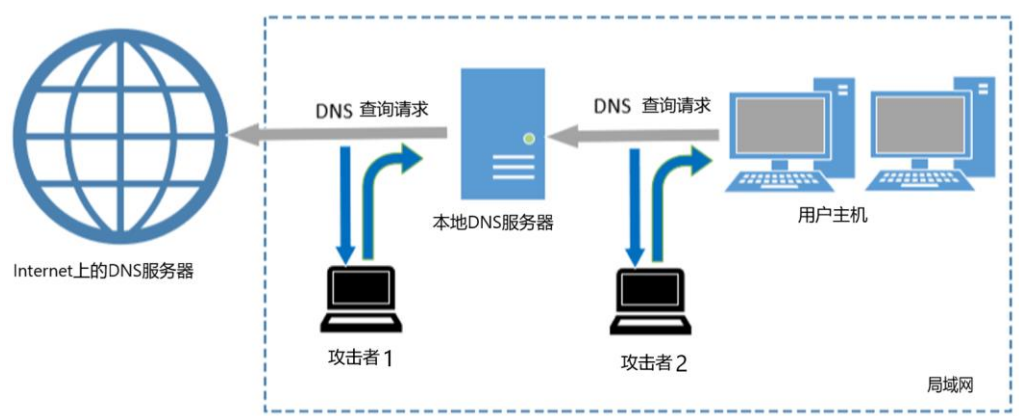 DNS 查询请求
DNS 查询请求
本地DNS服务器
用户主机
Internet上的DNS服务器
攻击者1
攻击者2
局域网